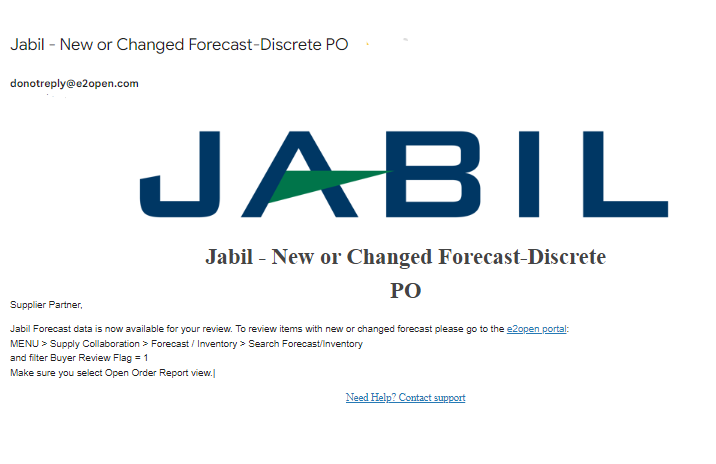 Jabil - New or Changed Forecast-Discrete PO
donotreply@e2open.com
JABIL
Jabil - New or Changed Forecast-Discrete
PO
Supplier Partner,
Jabil Forecast data is now available for your review. To review items with new or changed forecast please go to the e2open portal:
MENU > Supply Collaboration > Forecast / Inventory > Search Forecast/Inventory
and filter Buyer Review Flag = 1
Make sure you select Open Order Report view.
Need Help? Contact support